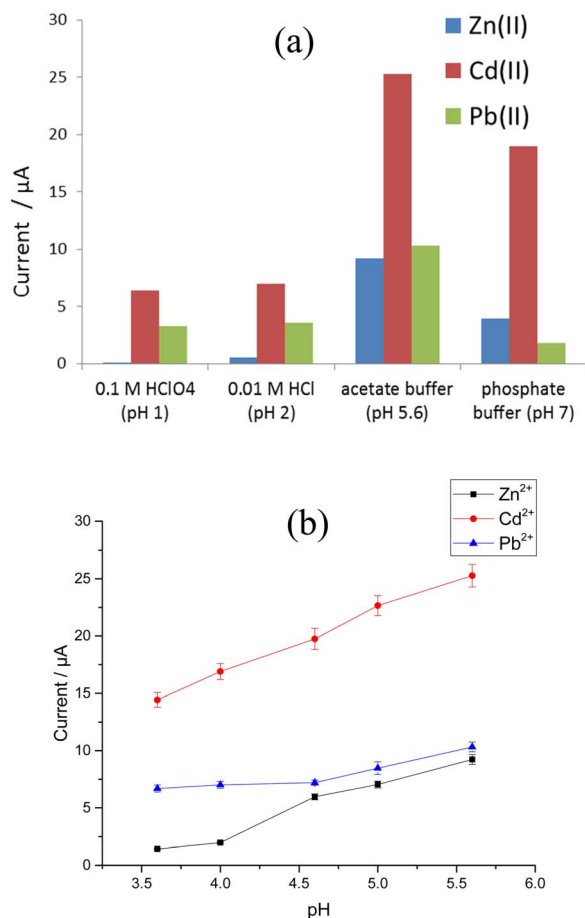 (a)
Zn(II)
Cd(II)
Pb(II)
30
25
20
15
10
5
0
Current / µA
0.1 M HClO4
(pH 1)
0.01 M HCl
(pH 2)
acetate buffer
(pH 5.6)
phosphate
buffer (pH 7)
(b)
Zn²⁺
Cd²⁺
Pb²⁺
30
25
20
15
10
5
0
Current / µA
3.5 4.0 4.5 5.0 5.5 6.0
pH